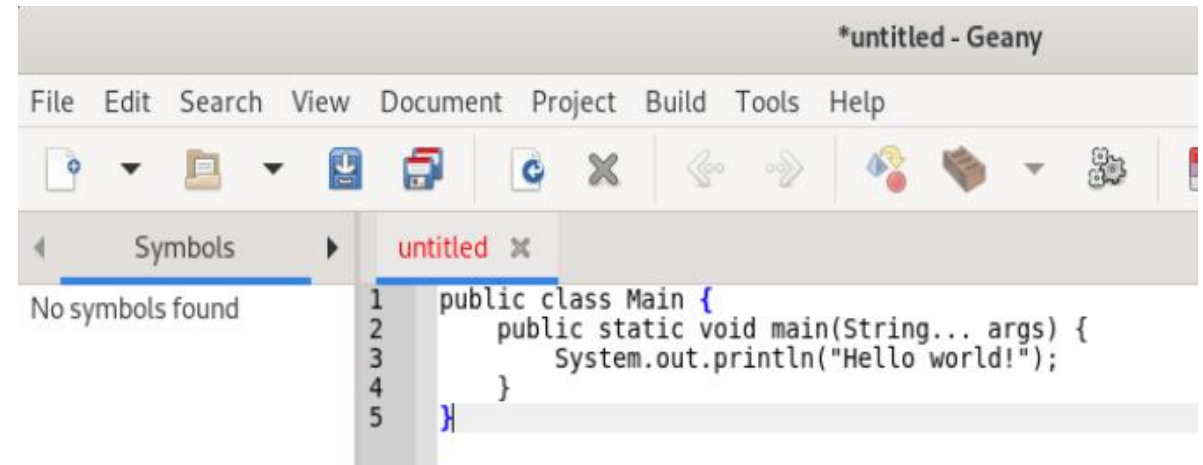 *untitled - Geany
File Edit Search View Document Project Build Tools Help
Symbols untitled
No symbols found
1 public class Main {
2 public static void main(String... args) {
3 System.out.println("Hello world!");
4 }
5 }